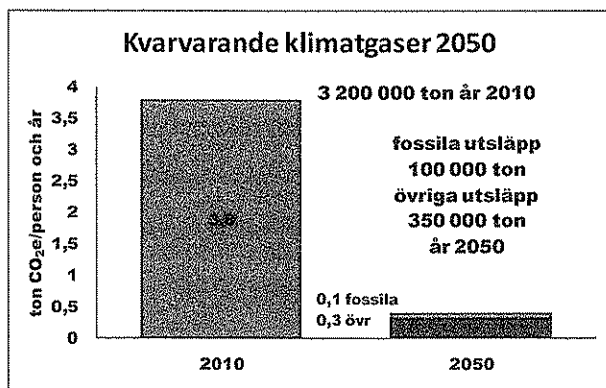 Kvarvarande klimatgaser 2050
ton CO₂e/person och år
4
3,5
3
2,5
2
1,5
1
0,5
0
3 200 000 ton år 2010
fossila utsläpp
100 000 ton
övriga utsläpp
350 000 ton
år 2050
0,1 fossila
0,3 övr
2010
2050